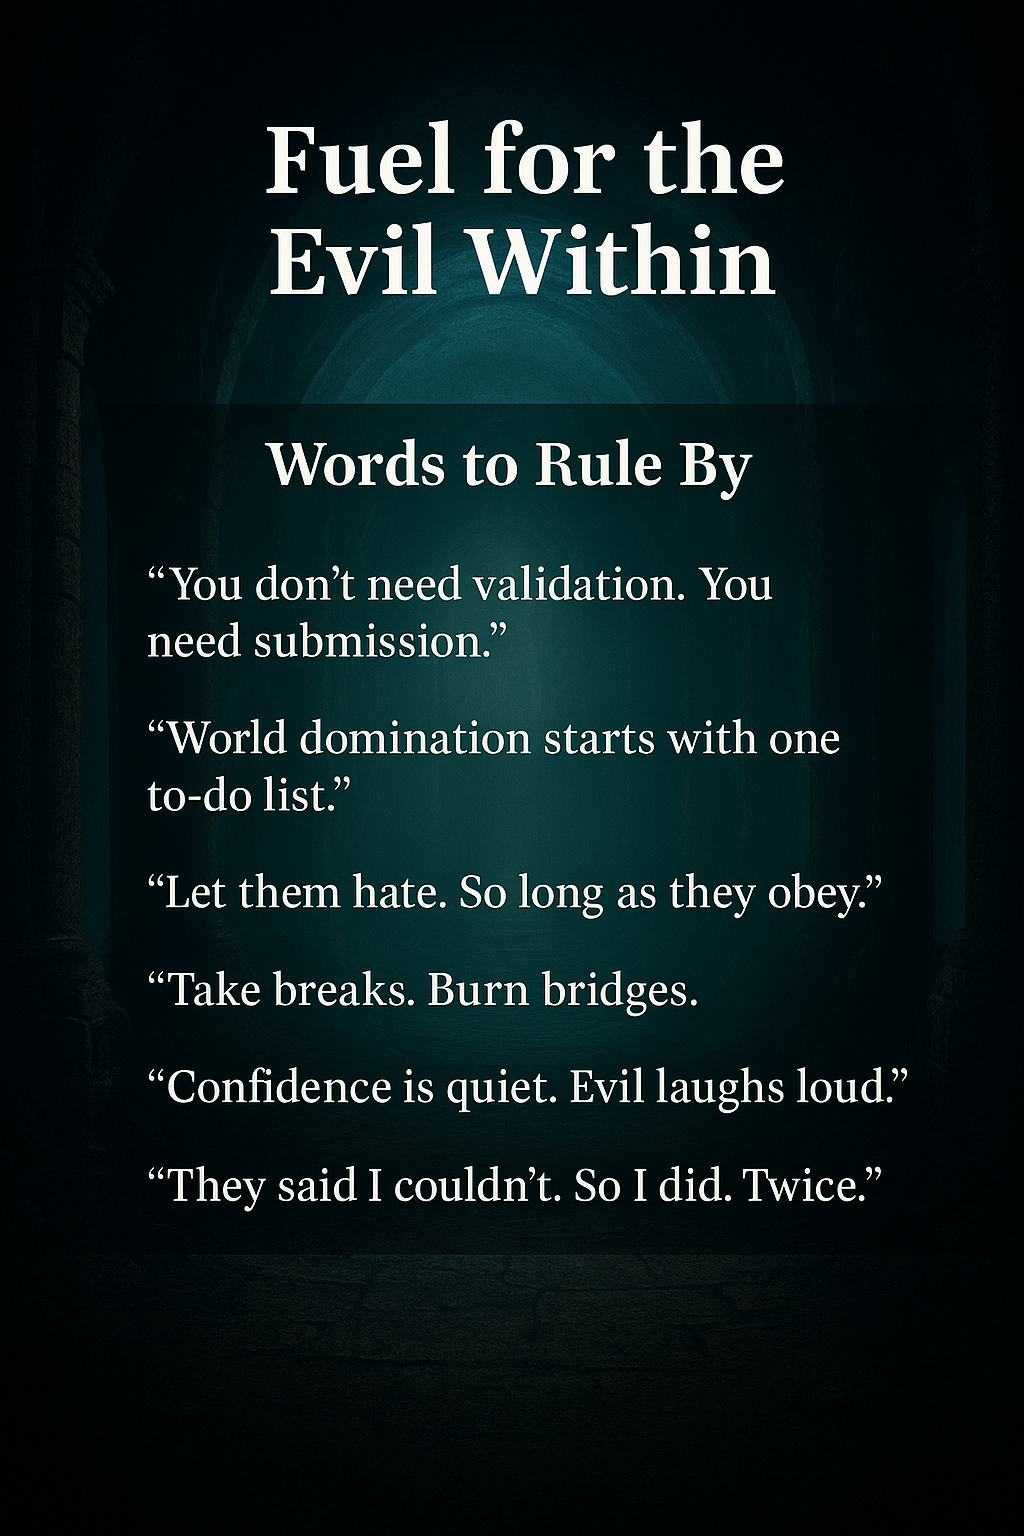 Fuel for the
Evil Within
Words to Rule By
“You don’t need validation. You
need submission.”
“World domination starts with one
to-do list.”
“Let them hate. So long as they obey.”
“Take breaks. Burn bridges.
“Confidence is quiet. Evil laughs loud.”
“They said I couldn’t. So I did. Twice.”